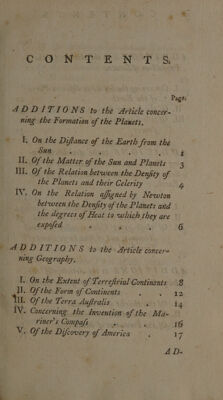 CONTENTS.
Page.
ADDITIONS to the Article concer-
ning the Formation of the Planets.
I. On the Distance of the Earth from the
Sun . . . 1
II. Of the Matter of the Sun and Planets 3
III. Of the Relation between the Density of
the Planets and their Celerity 4
IV. On the Relation assigned by Newton
between the Density of the Planets and
the degrees of Heat to which they are
exposed . . 6
ADDITIONS to the Article concer-
ning Geography.
I. On the Extent of Terrestrial Continents 8
II. Of the Form of Continents . . 12
III. Of the Terra Australis . 14
IV. Concerning the Invention of the Ma-
riner's Compass . . 16
V. Of the Discovery of America . 17
AD-